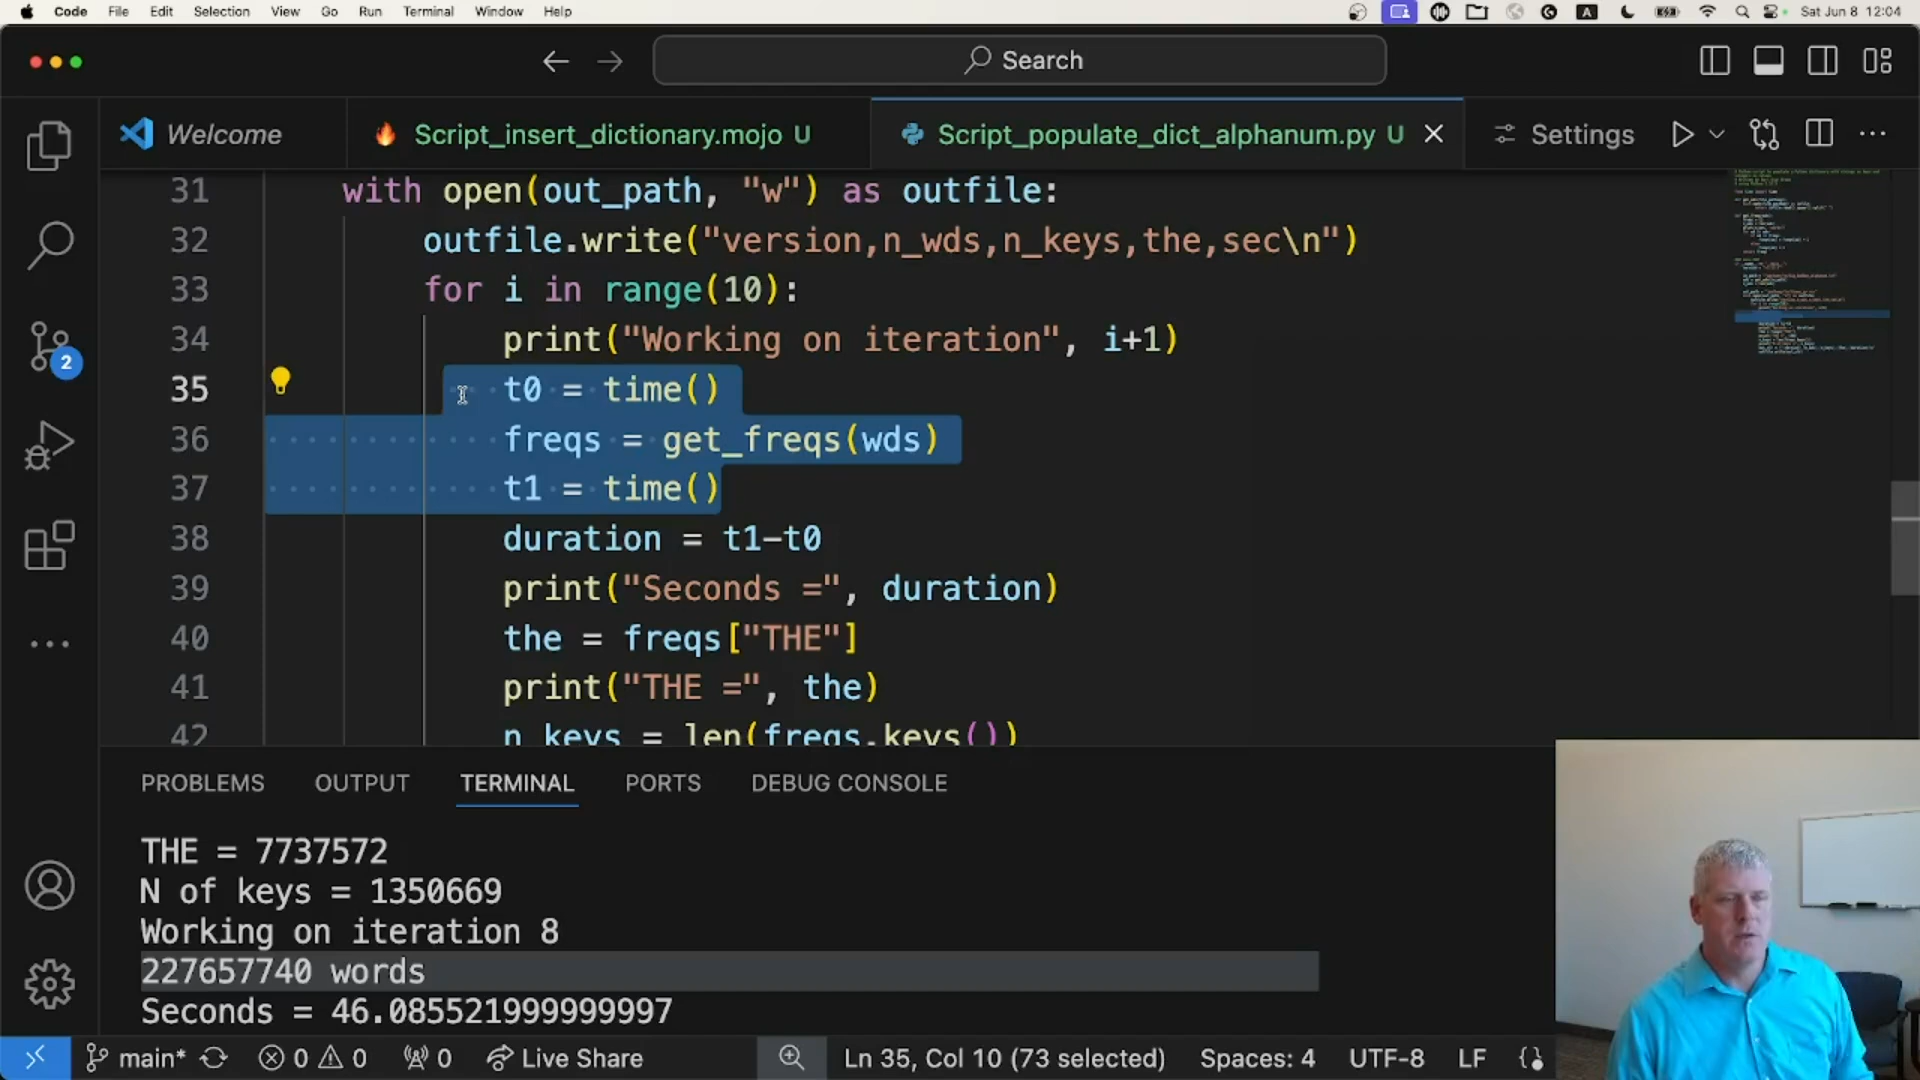 Code File Edit Selection View Go Run Terminal Window Help
A Sat Jun 8 12:04
Search
Welcome
Script_insert_dictionary.mojo U
Script_populate_dict_alphanum.py U
Settings
31 with open(out_path, "w") as outfile:
32 outfile.write("version,n_wds,n_keys,the,sec\n")
33 for i in range(10):
34 print("Working on iteration", i+1)
35 t0 = time()
36 freqs = get_freqs(wds)
37 t1 = time()
38 duration = t1-t0
39 print("Seconds =", duration)
40 the = freqs["THE"]
41 print("THE =", the)
42 n_keys = len(freqs.keys())
2
PROBLEMS OUTPUT TERMINAL PORTS DEBUG CONSOLE
THE = 7737572
N of keys = 1350669
Working on iteration 8
227657740 words
Seconds = 46.085521999999997
main* 0 0 0 Live Share Ln 35, Col 10 (73 selected) Spaces: 4 UTF-8 LF